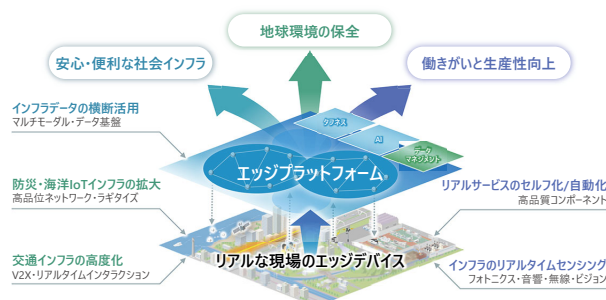 地球環境の保全
安心・便利な社会インフラ
働きがいと生産性向上
インフラデータの横断活用
マルチモーダル・データ基盤
ガバナンス
AI
データ
マネジメント
エッジプラットフォーム
防災・海洋IoTインフラの拡大
高品位ネットワーク・ラギタイズ
リアルサービスのセルフ化/自動化
高品質コンポーネント
リアルな現場のエッジデバイス
交通インフラの高度化
V2X・リアルタイムインタラクション
インフラのリアルタイムセンシング
フォトニクス・音響・無線・ビジョン